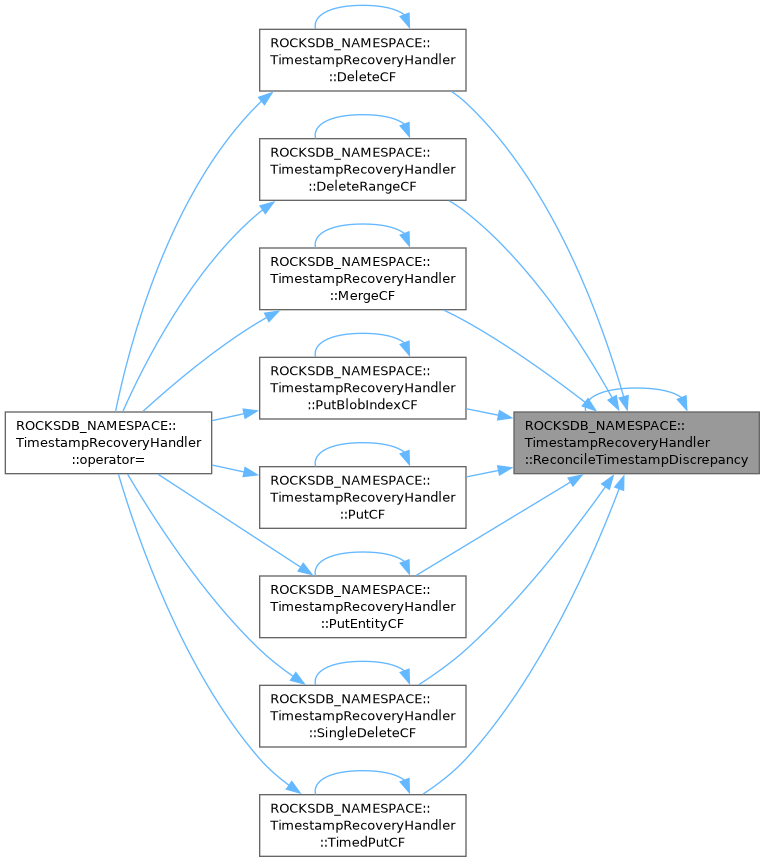 ROCKSDB_NAMESPACE::
TimestampRecoveryHandler
::DeleteCF
ROCKSDB_NAMESPACE::
TimestampRecoveryHandler
::DeleteRangeCF
ROCKSDB_NAMESPACE::
TimestampRecoveryHandler
::MergeCF
ROCKSDB_NAMESPACE::
TimestampRecoveryHandler
::PutBlobIndexCF
ROCKSDB_NAMESPACE::
TimestampRecoveryHandler
::operator=
ROCKSDB_NAMESPACE::
TimestampRecoveryHandler
::ReconcileTimestampDiscrepancy
ROCKSDB_NAMESPACE::
TimestampRecoveryHandler
::PutCF
ROCKSDB_NAMESPACE::
TimestampRecoveryHandler
::PutEntityCF
ROCKSDB_NAMESPACE::
TimestampRecoveryHandler
::SingleDeleteCF
ROCKSDB_NAMESPACE::
TimestampRecoveryHandler
::TimedPutCF